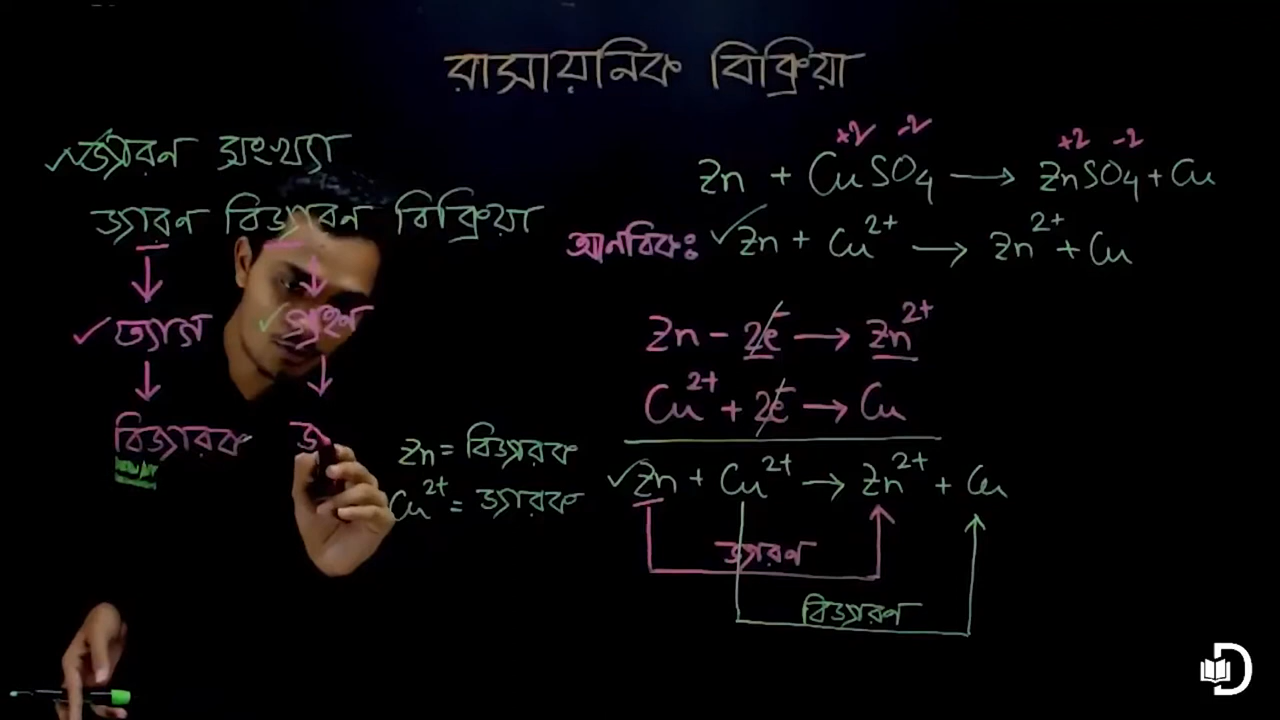 রাসায়নিক বিক্রিয়া
জারণ সংখ্যা
জারণ বিজারণ বিক্রিয়া
ত্যাগ গ্রহণ
বিজারক জ
Zn = বিজারক
Cu²⁺ = জারক
+2 -2 +2 -2
Zn + CuSO₄ → ZnSO₄ + Cu
আনবিকঃ Zn + Cu²⁺ → Zn²⁺ + Cu
Zn - 2e⁻ → Zn²⁺
Cu²⁺ + 2e⁻ → Cu
Zn + Cu²⁺ → Zn²⁺ + Cu
জারণ
বিজারণ
D